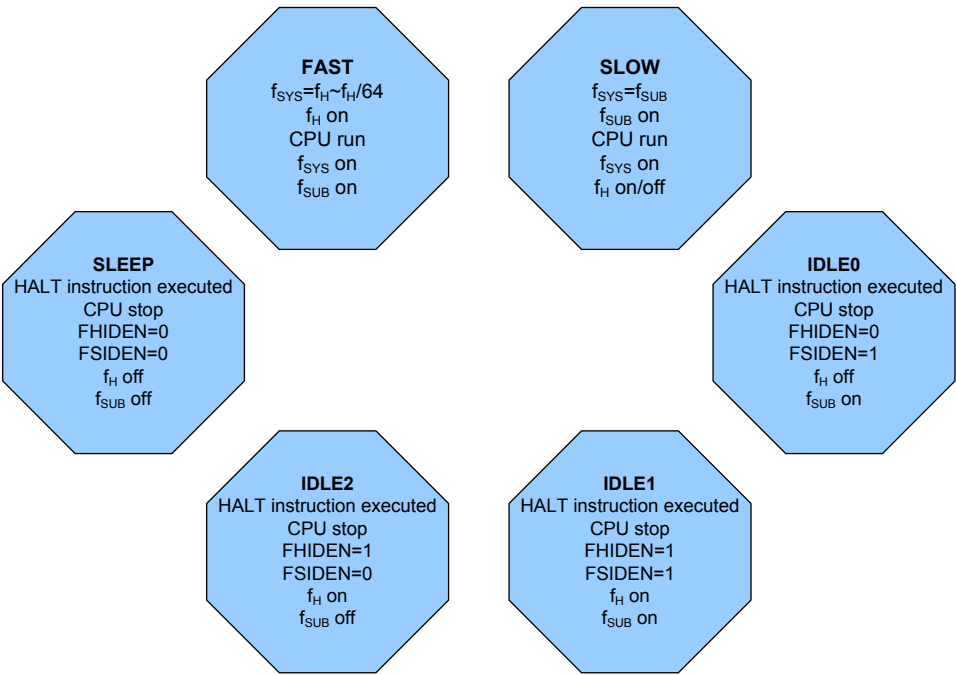 FAST
fSYS=fH~fH/64
fH on
CPU run
fSYS on
fSUB on
SLOW
fSYS=fSUB
fSUB on
CPU run
fSYS on
fH on/off
SLEEP
HALT instruction executed
CPU stop
FHIDEN=0
FSIDEN=0
fH off
fSUB off
IDLE0
HALT instruction executed
CPU stop
FHIDEN=0
FSIDEN=1
fH off
fSUB on
IDLE2
HALT instruction executed
CPU stop
FHIDEN=1
FSIDEN=0
fH on
fSUB off
IDLE1
HALT instruction executed
CPU stop
FHIDEN=1
FSIDEN=1
fH on
fSUB on